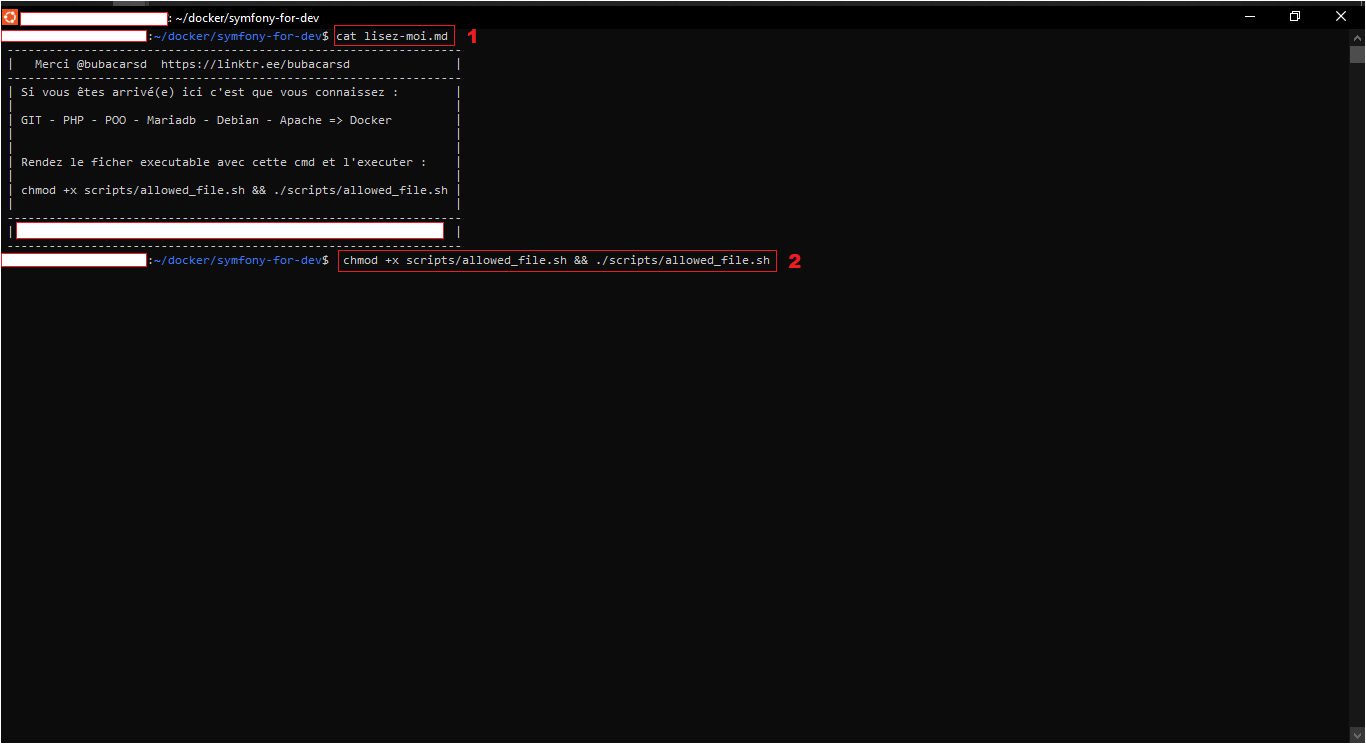 : ~/docker/symfony-for-dev
:~/docker/symfony-for-dev$ cat lisez-moi.md 1
-----------------------------------------------------------------
| Merci @bubacarsd https://linktr.ee/bubacarsd |
-----------------------------------------------------------------
| Si vous êtes arrivé(e) ici c'est que vous connaissez : |
|  |
| GIT - PHP - POO - Mariadb - Debian - Apache => Docker |
|  |
|  |
| Rendez le ficher executable avec cette cmd et l'executer : |
|  |
| chmod +x scripts/allowed_file.sh && ./scripts/allowed_file.sh |
|  |
-----------------------------------------------------------------
|  |
-----------------------------------------------------------------
:~/docker/symfony-for-dev$ chmod +x scripts/allowed_file.sh && ./scripts/allowed_file.sh 2